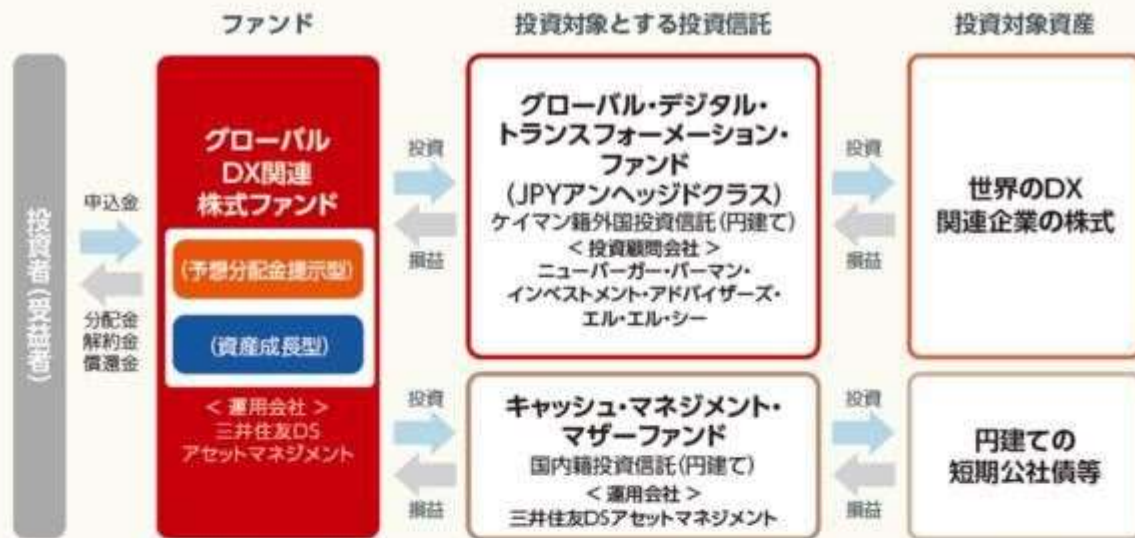 ファンド
投資対象とする投資信託
投資対象資産
投資者(受益者)
申込金
分配金
解約金
償還金
グローバル
DX関連
株式ファンド
(予想分配金提示型)
(資産成長型)
< 運用会社 >
三井住友DS
アセットマネジメント
投資
損益
グローバル・デジタル・
トランスフォーメーション・
ファンド
(JPYアンヘッジドクラス)
ケイマン籍外国投資信託(円建て)
< 投資顧問会社 >
ニューバーガー・バーマン・
インベストメント・アドバイザーズ・
エル・エル・シー
投資
損益
世界のDX
関連企業の株式
投資
損益
キャッシュ・マネジメント・
マザーファンド
国内籍投資信託(円建て)
< 運用会社 >
三井住友DSアセットマネジメント
投資
損益
円建ての
短期公社債等